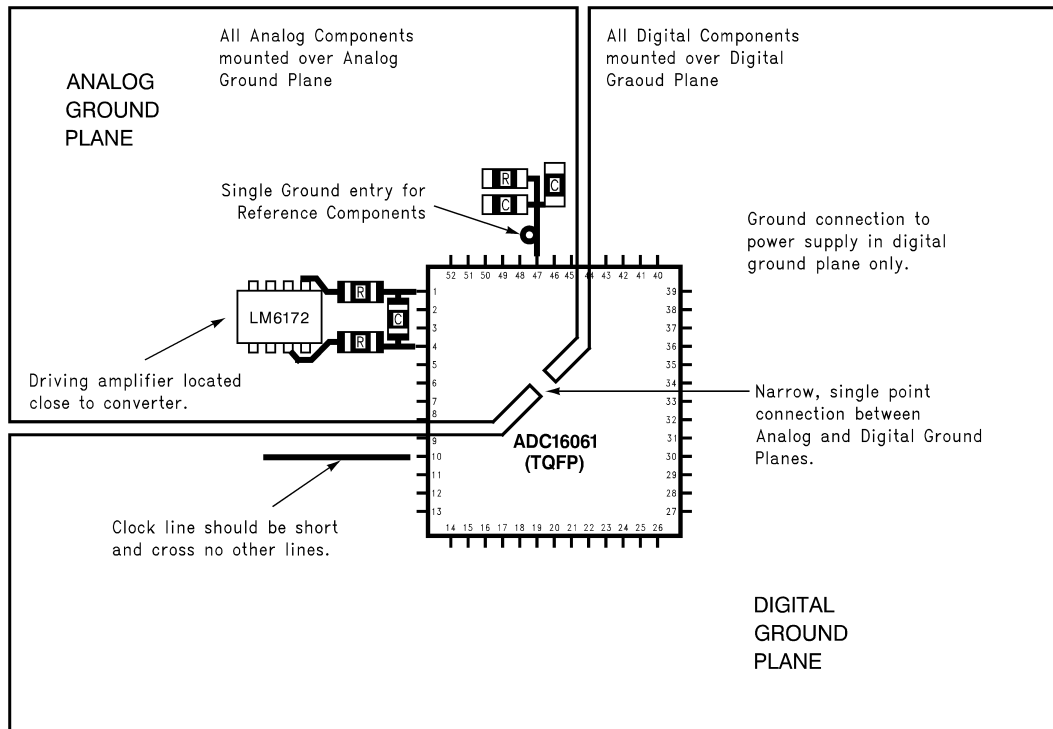 All Analog Components
mounted over Analog
Ground Plane
All Digital Components
mounted over Digital
Graoud Plane
ANALOG
GROUND
PLANE
Single Ground entry for
Reference Components
R
C
C
Ground connection to
power supply in digital
ground plane only.
52 51 50 49 48 47 46 45 44 43 42 41 40
1
2
3
4
5
6
7
8
9
10
11
12
13
39
38
37
36
35
34
33
32
31
30
29
28
27
LM6172
R
C
R
Driving amplifier located
close to converter.
Narrow, single point
connection between
Analog and Digital Ground
Planes.
ADC16061
(TQFP)
Clock line should be short
and cross no other lines.
14 15 16 17 18 19 20 21 22 23 24 25 26
DIGITAL
GROUND
PLANE